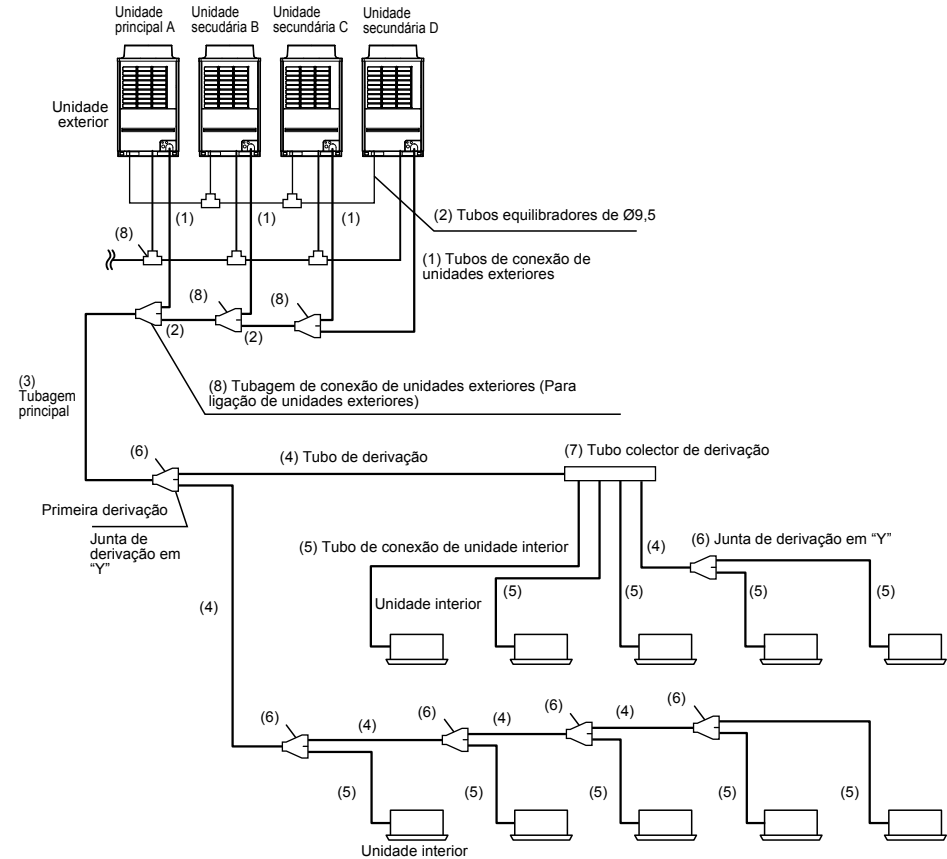 Unidade
principal A
Unidade
secudária B
Unidade
secundária C
Unidade
secundária D
Unidade
exterior
(1)
(1)
(1)
(2) Tubos equilibradores de Ø9,5
(8)
(1) Tubos de conexão de
unidades exteriores
(8)
(8)
(2)
(2)
(3)
Tubagem
principal
(8) Tubagem de conexão de unidades exteriores (Para
ligação de unidades exteriores)
(6)
(4) Tubo de derivação
(7) Tubo colector de derivação
Primeira derivação
Junta de
derivação em
“Y”
(5) Tubo de conexão de unidade interior
(4)
(6) Junta de derivação em “Y”
(4)
Unidade interior
(5)
(5)
(5)
(5)
(6)
(4)
(6)
(4)
(6)
(4)
(6)
(5)
(5)
(5)
(5)
(5)
Unidade interior